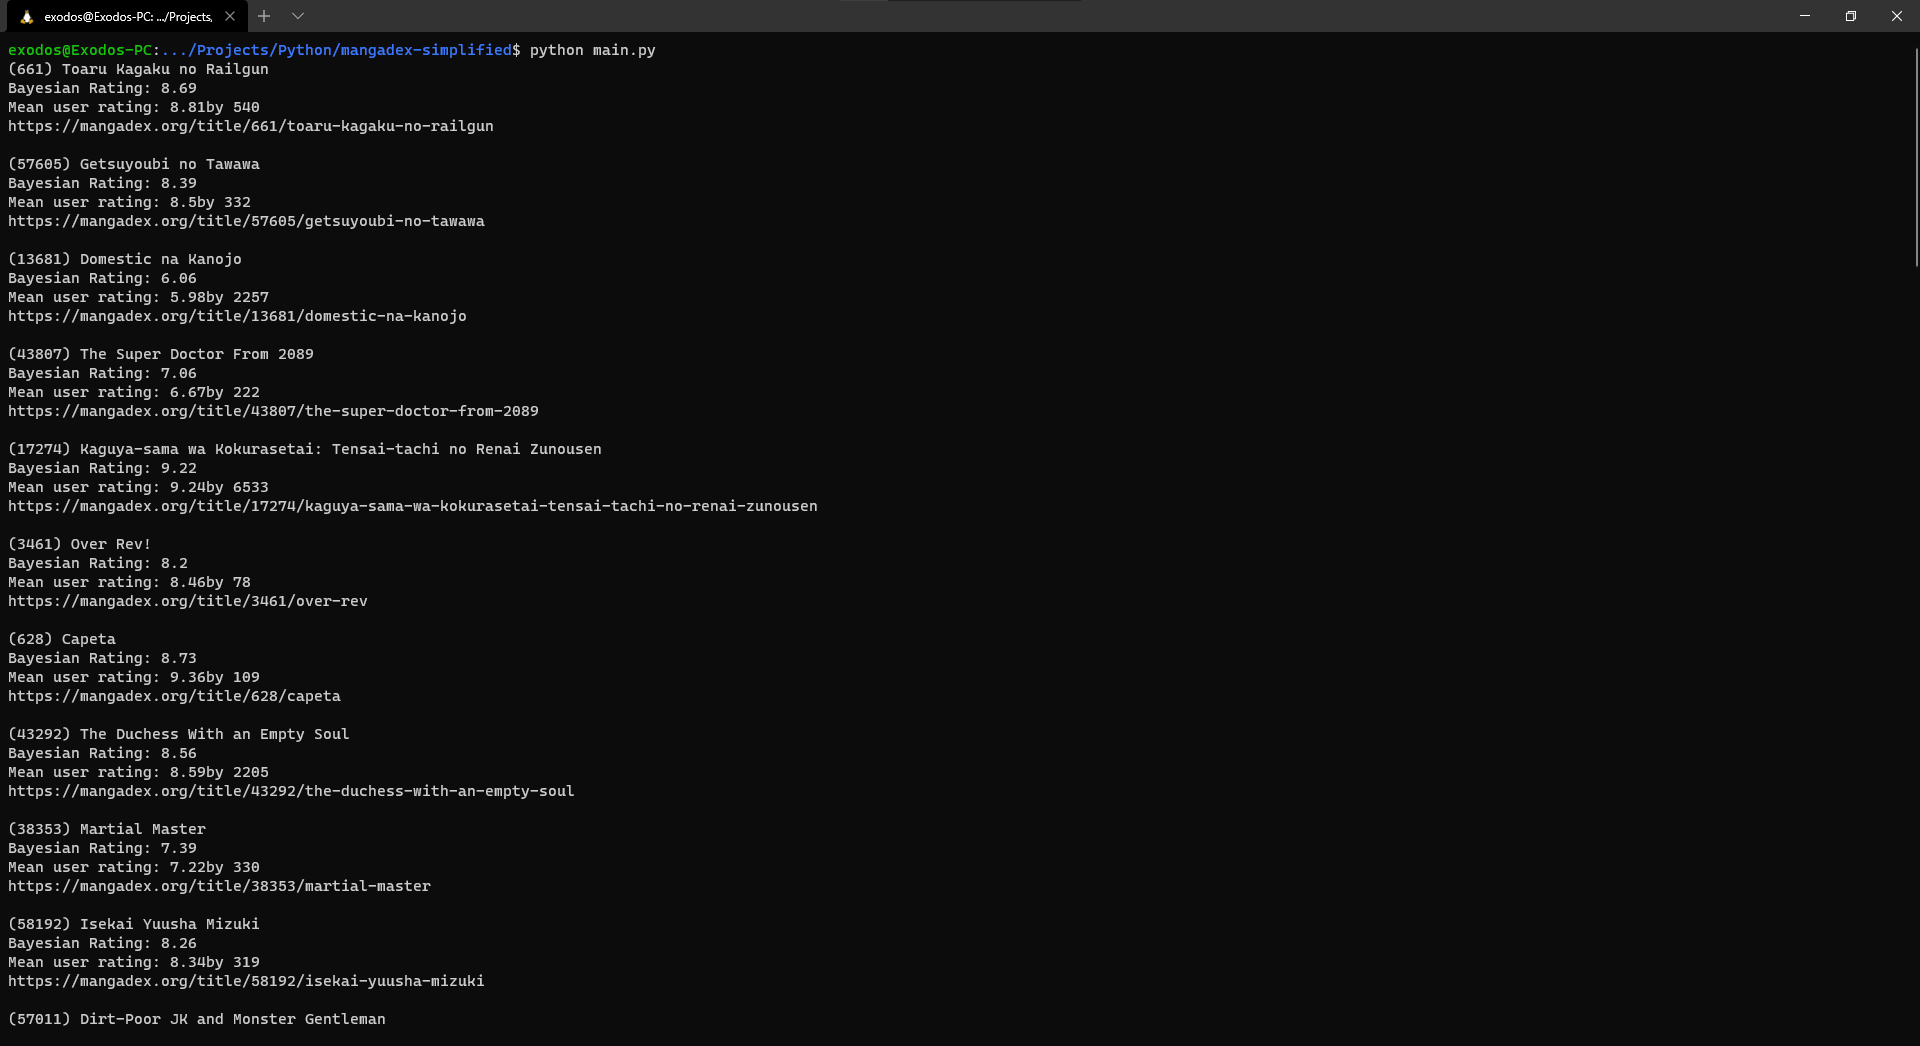 exodos@Exodos-PC: .../Projects,
exodos@Exodos-PC:.../Projects/Python/mangadex-simplified$ python main.py
(661) Toaru Kagaku no Railgun
Bayesian Rating: 8.69
Mean user rating: 8.81by 540
https://mangadex.org/title/661/toaru-kagaku-no-railgun
(57605) Getsuyoubi no Tawawa
Bayesian Rating: 8.39
Mean user rating: 8.5by 332
https://mangadex.org/title/57605/getsuyoubi-no-tawawa
(13681) Domestic na Kanojo
Bayesian Rating: 6.06
Mean user rating: 5.98by 2257
https://mangadex.org/title/13681/domestic-na-kanojo
(43807) The Super Doctor From 2089
Bayesian Rating: 7.06
Mean user rating: 6.67by 222
https://mangadex.org/title/43807/the-super-doctor-from-2089
(17274) Kaguya-sama wa Kokurasetai: Tensai-tachi no Renai Zunousen
Bayesian Rating: 9.22
Mean user rating: 9.24by 6533
https://mangadex.org/title/17274/kaguya-sama-wa-kokurasetai-tensai-tachi-no-renai-zunousen
(3461) Over Rev!
Bayesian Rating: 8.2
Mean user rating: 8.46by 78
https://mangadex.org/title/3461/over-rev
(628) Capeta
Bayesian Rating: 8.73
Mean user rating: 9.36by 109
https://mangadex.org/title/628/capeta
(43292) The Duchess With an Empty Soul
Bayesian Rating: 8.56
Mean user rating: 8.59by 2205
https://mangadex.org/title/43292/the-duchess-with-an-empty-soul
(38353) Martial Master
Bayesian Rating: 7.39
Mean user rating: 7.22by 330
https://mangadex.org/title/38353/martial-master
(58192) Isekai Yuusha Mizuki
Bayesian Rating: 8.26
Mean user rating: 8.34by 319
https://mangadex.org/title/58192/isekai-yuusha-mizuki
(57011) Dirt-Poor JK and Monster Gentleman